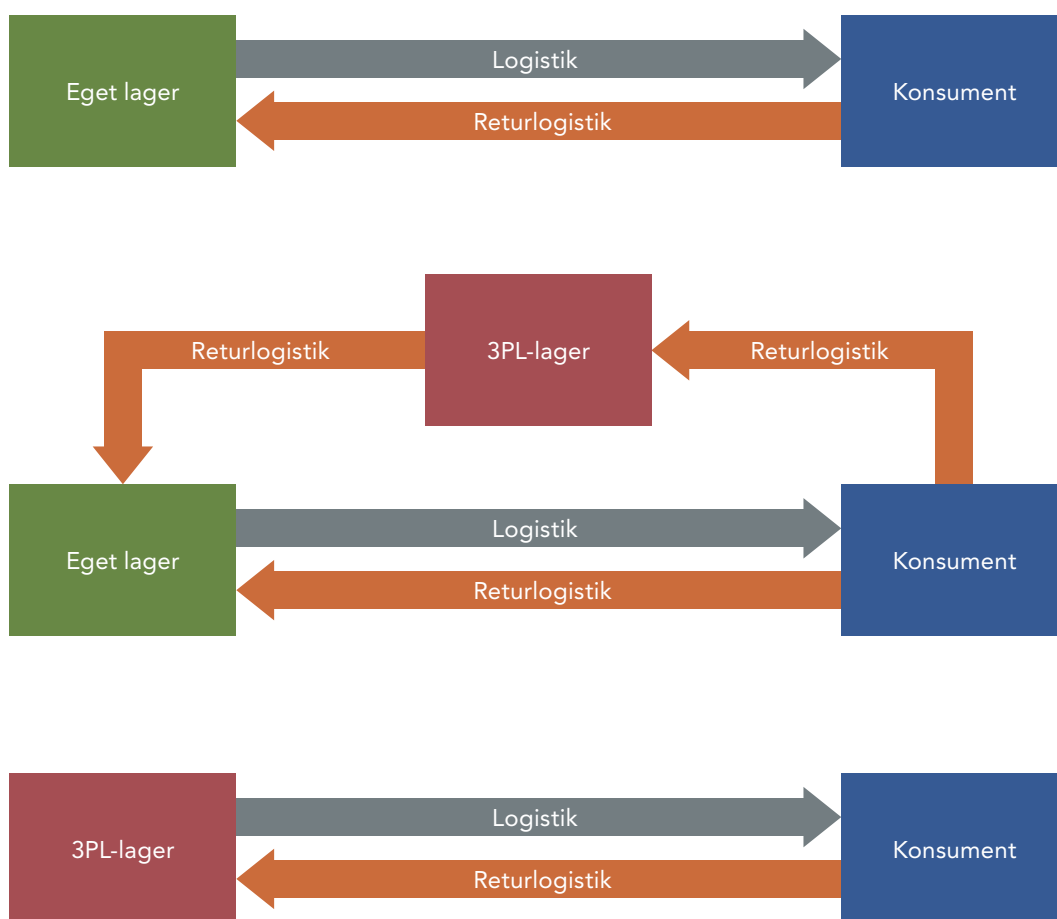 Logistik
Eget lager
Konsument
Returlogistik
Returlogistik
3PL-lager
Returlogistik
Logistik
Eget lager
Konsument
Returlogistik
Logistik
3PL-lager
Konsument
Returlogistik